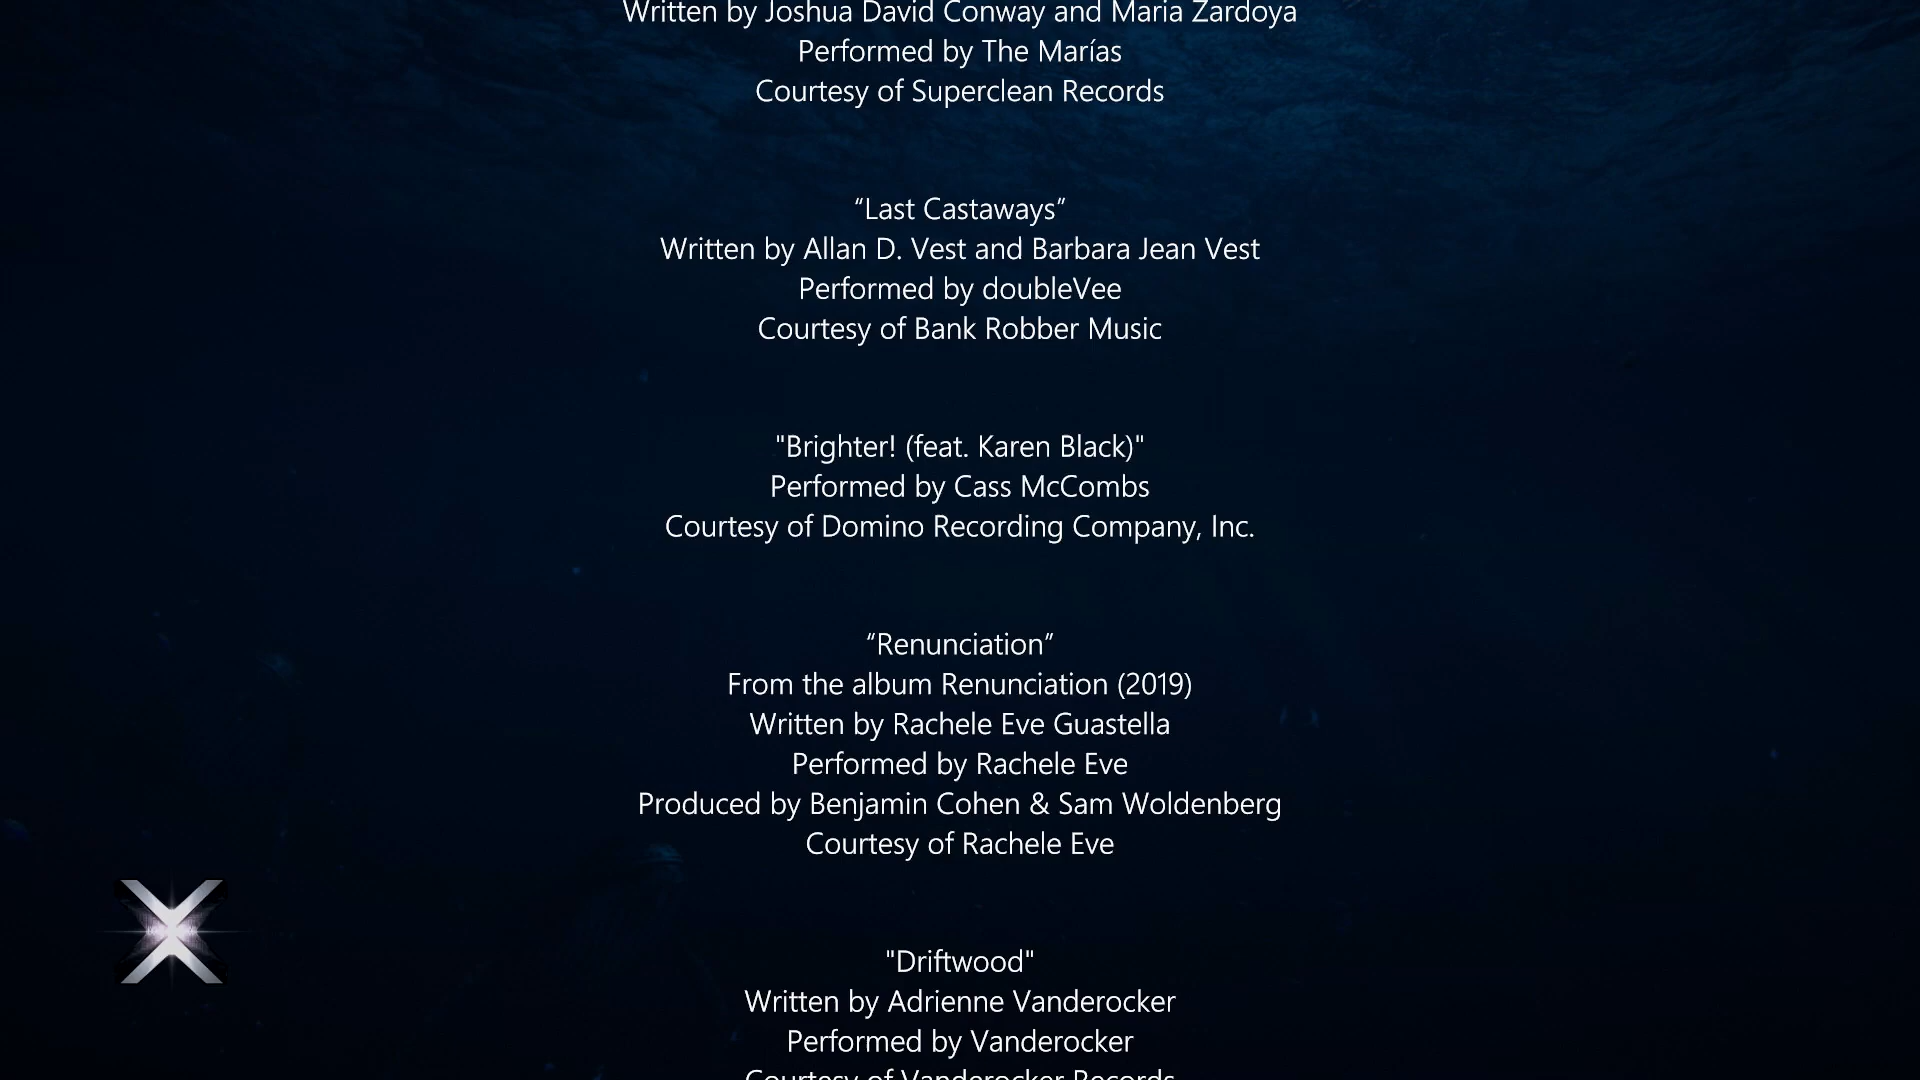 Written by Joshua David Conway and Maria Zardoya
Performed by The Marías
Courtesy of Superclean Records
“Last Castaways”
Written by Allan D. Vest and Barbara Jean Vest
Performed by doubleVee
Courtesy of Bank Robber Music
"Brighter! (feat. Karen Black)"
Performed by Cass McCombs
Courtesy of Domino Recording Company, Inc.
“Renunciation”
From the album Renunciation (2019)
Written by Rachele Eve Guastella
Performed by Rachele Eve
Produced by Benjamin Cohen & Sam Woldenberg
Courtesy of Rachele Eve
"Driftwood"
Written by Adrienne Vanderocker
Performed by Vanderocker
Courtesy of Vanderocker Records